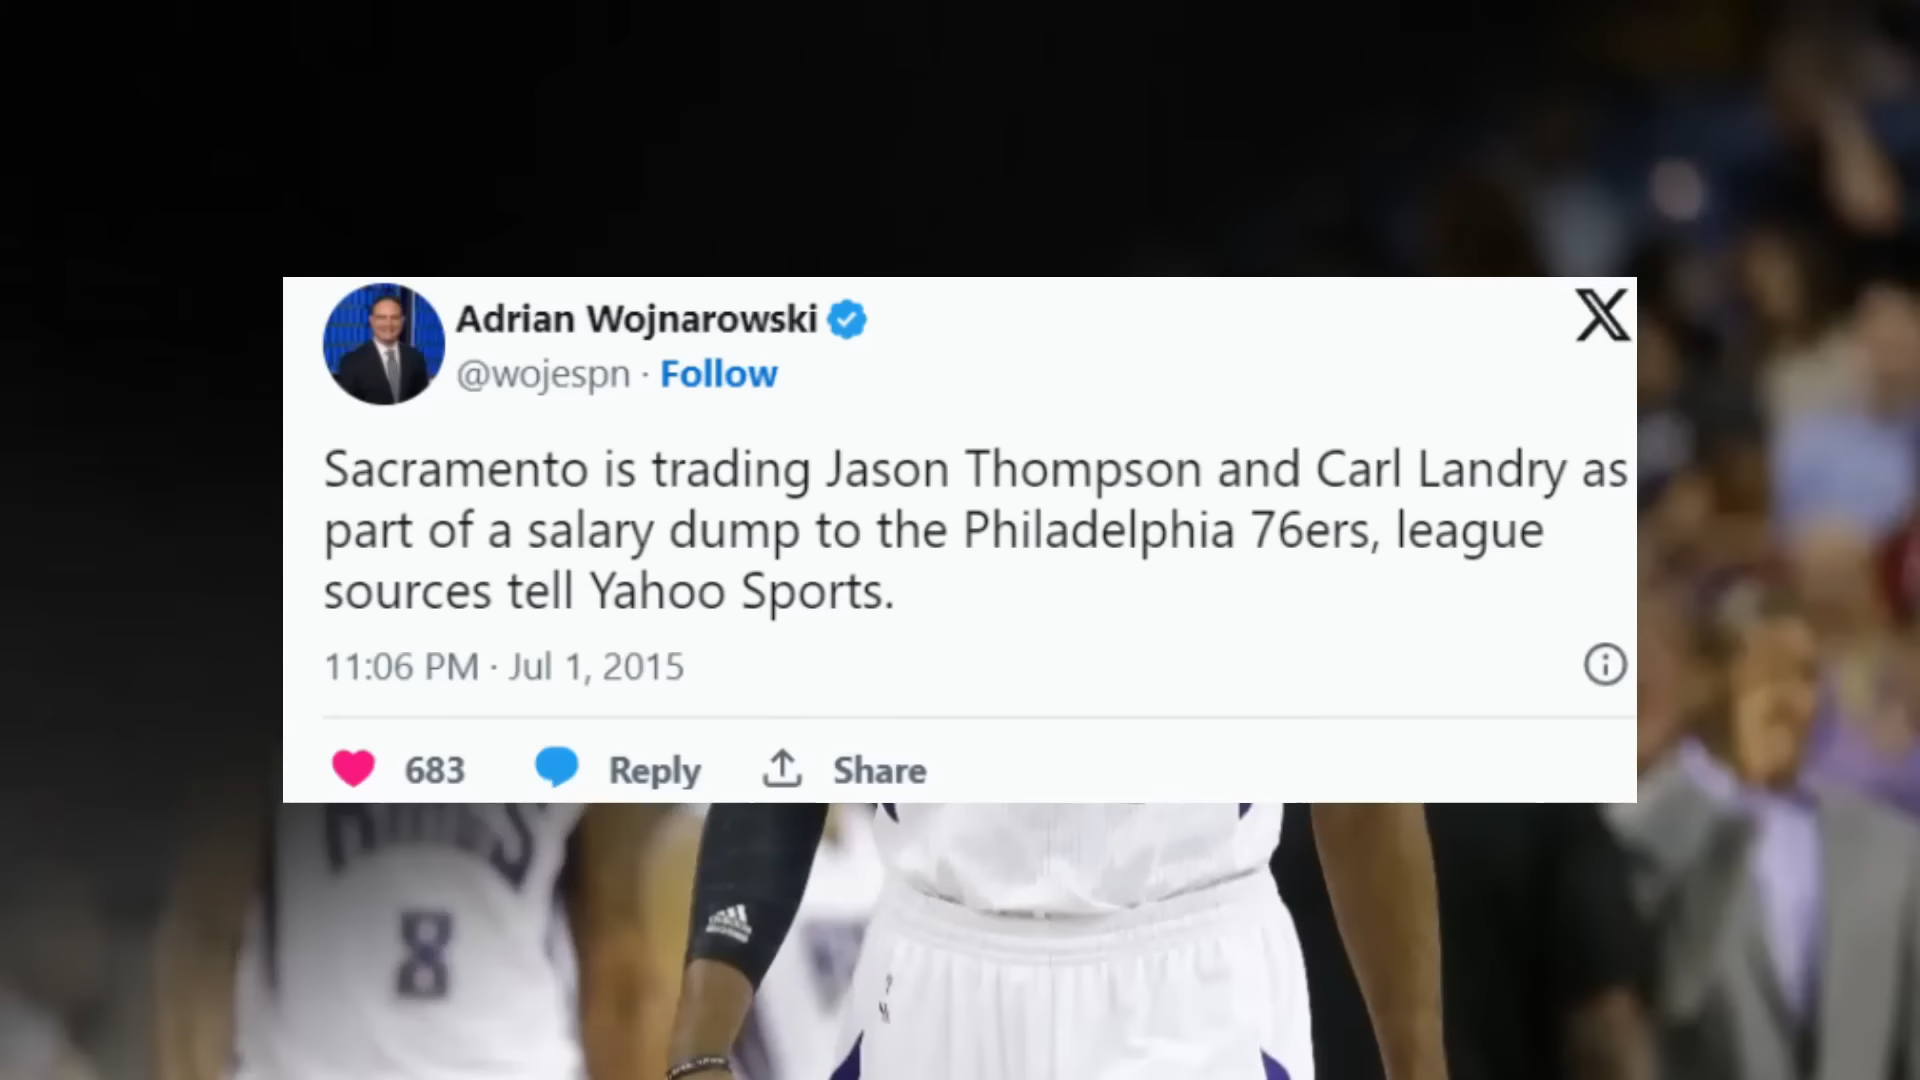 Adrian Wojnarowski
@wojespn · Follow
Sacramento is trading Jason Thompson and Carl Landry as
part of a salary dump to the Philadelphia 76ers, league
sources tell Yahoo Sports.
11:06 PM · Jul 1, 2015
683 Reply Share
8